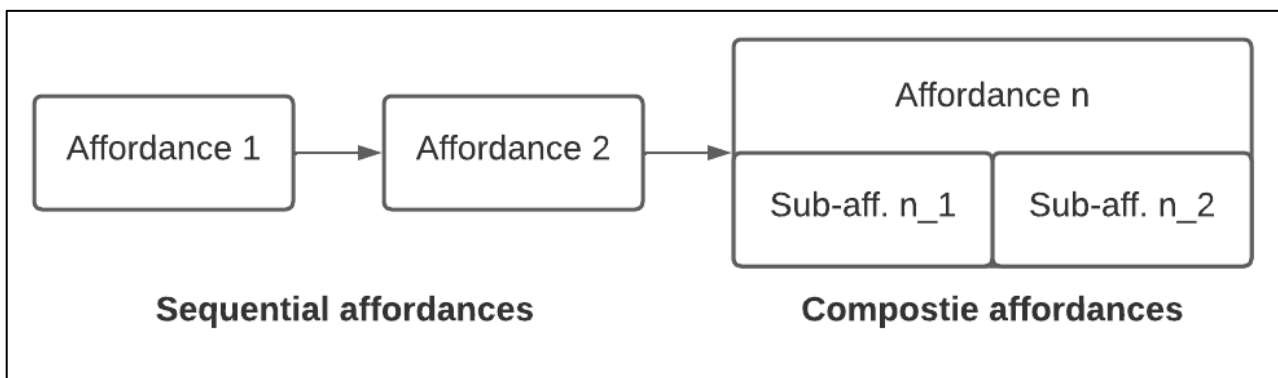 Affordance n
Affordance 1
Affordance 2
Sub-aff. n_1
Sub-aff. n_2
Sequential affordances
Compostie affordances